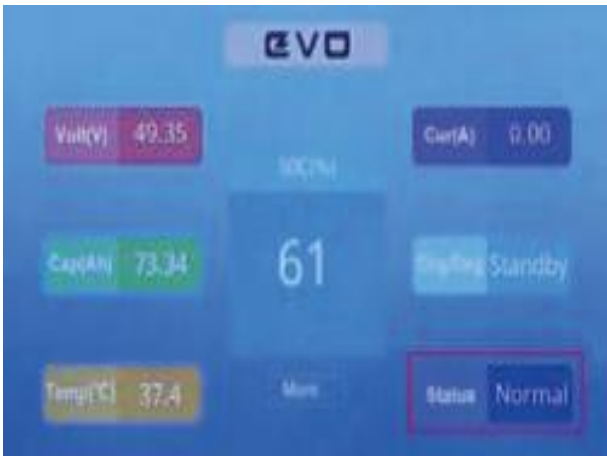 EVO
Volt(V) 49.35
Cur(A) 0.00
SOC(%)
61
Cap(Ah) 73.34
Standby
Temp(℃) 37.4
More
Status Normal